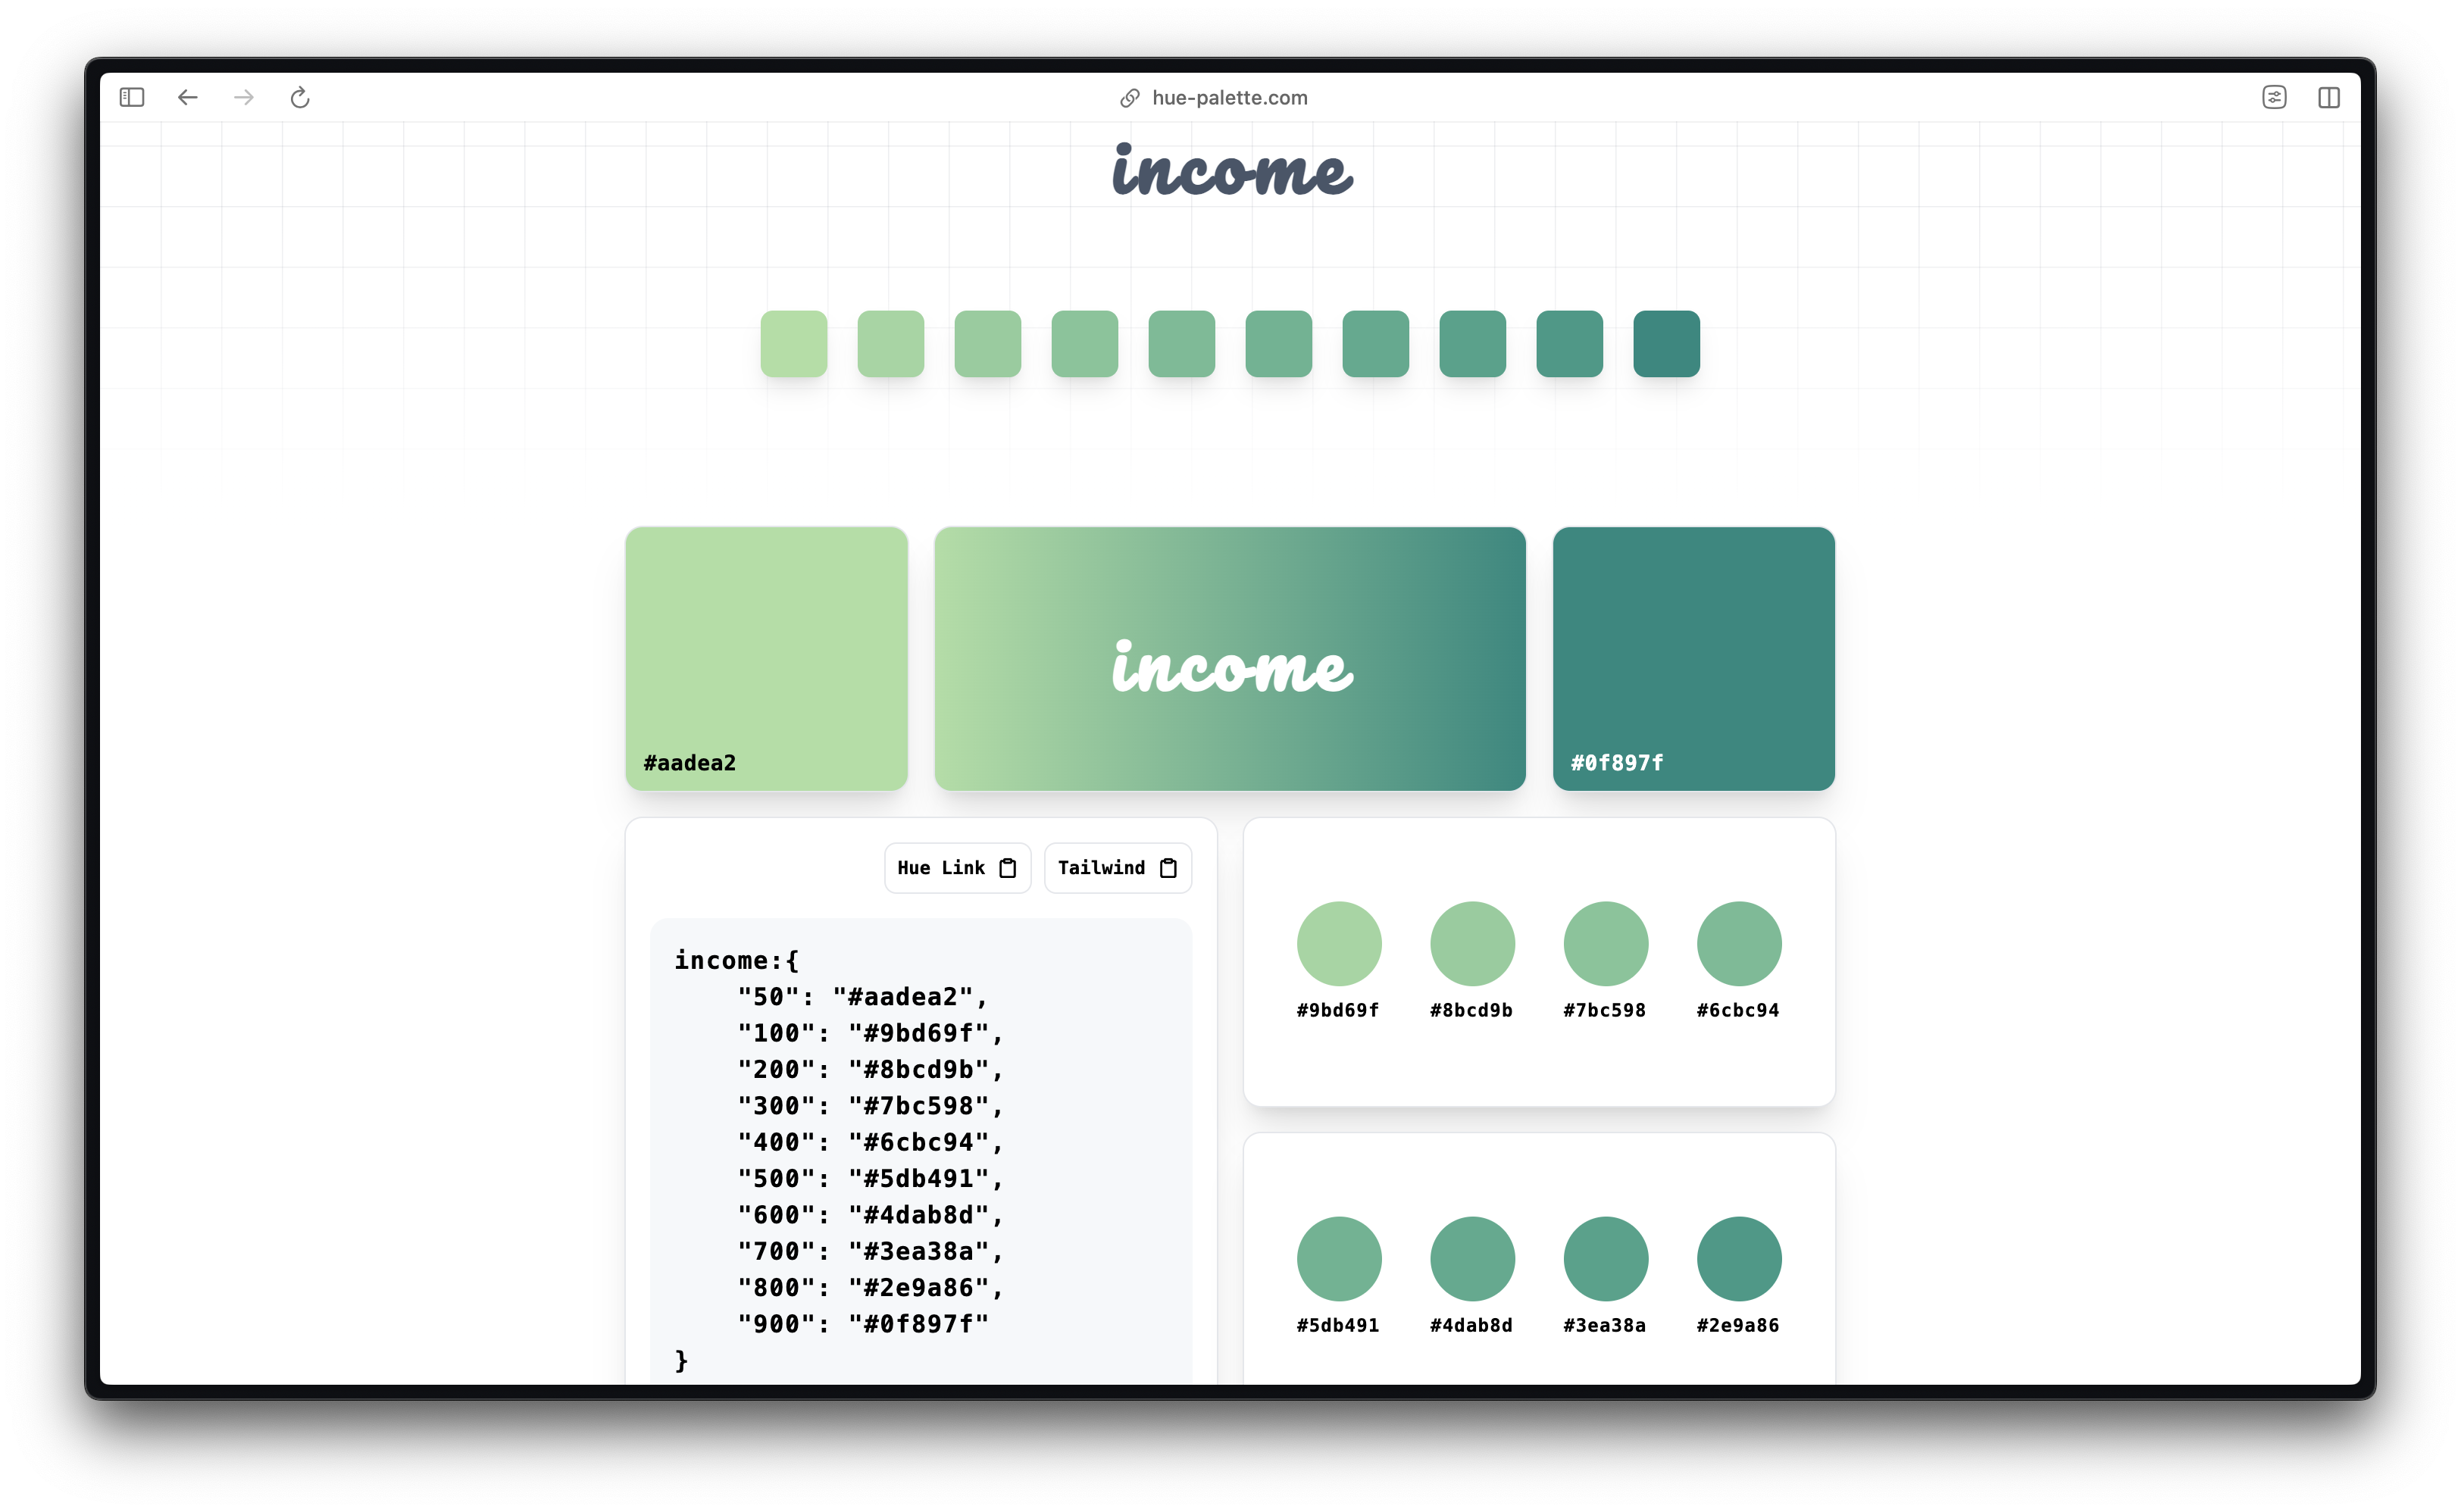 hue-palette.com
income
#aadea2
income
#0f897f
Hue Link
Tailwind
income:{
"50": "#aadea2",
"100": "#9bd69f",
"200": "#8bcd9b",
"300": "#7bc598",
"400": "#6cbc94",
"500": "#5db491",
"600": "#4dab8d",
"700": "#3ea38a",
"800": "#2e9a86",
"900": "#0f897f"
}
#9bd69f #8bcd9b #7bc598 #6cbc94
#5db491 #4dab8d #3ea38a #2e9a86